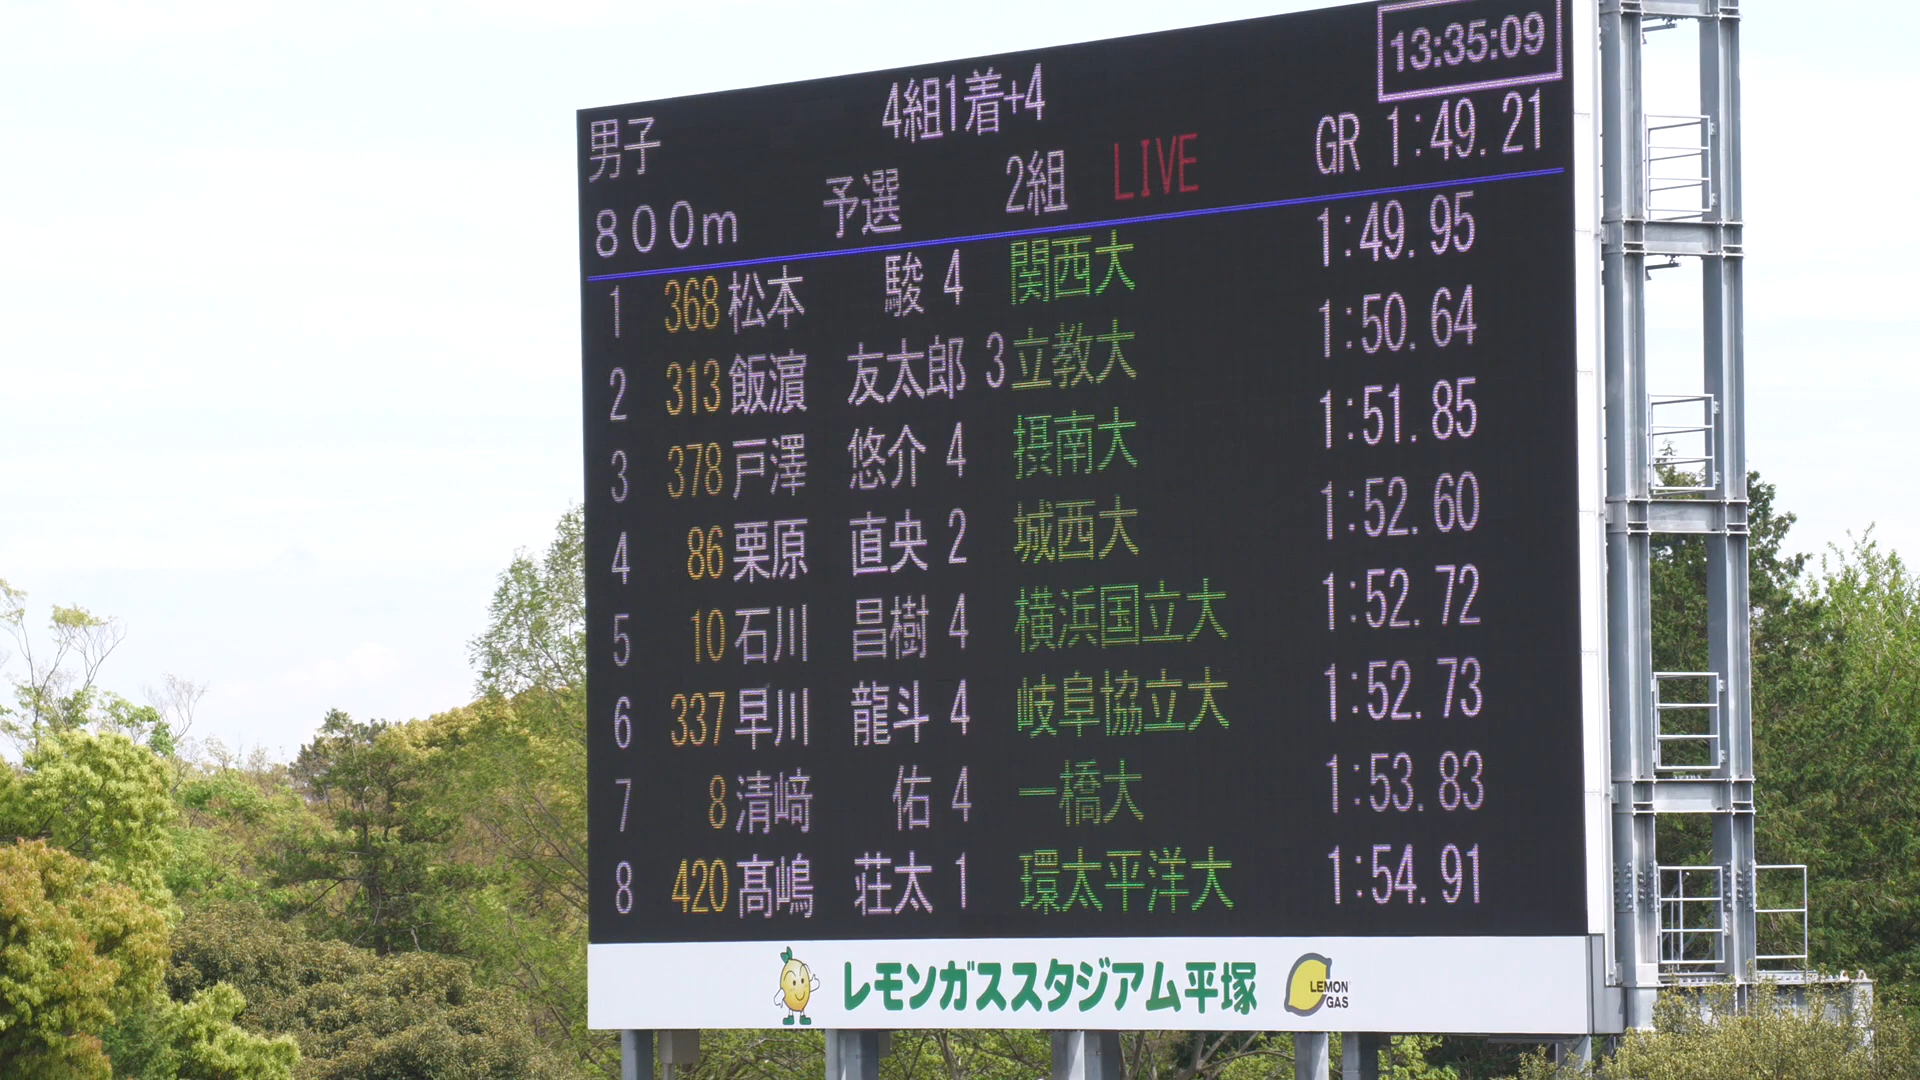 13:35:09
男子 4組1着+4 GR 1:49.21
800m 予選 2組 LIVE
1 368 松本 駿 4 関西大 1:49.95
2 313 飯濵 友太郎 3 立教大 1:50.64
3 378 戸澤 悠介 4 摂南大 1:51.85
4 86 栗原 直央 2 城西大 1:52.60
5 10 石川 昌樹 4 横浜国立大 1:52.72
6 337 早川 龍斗 4 岐阜協立大 1:52.73
7 8 清﨑 佑 4 一橋大 1:53.83
8 420 髙嶋 荘太 1 環太平洋大 1:54.91
レモンガススタジアム平塚 LEMON GAS